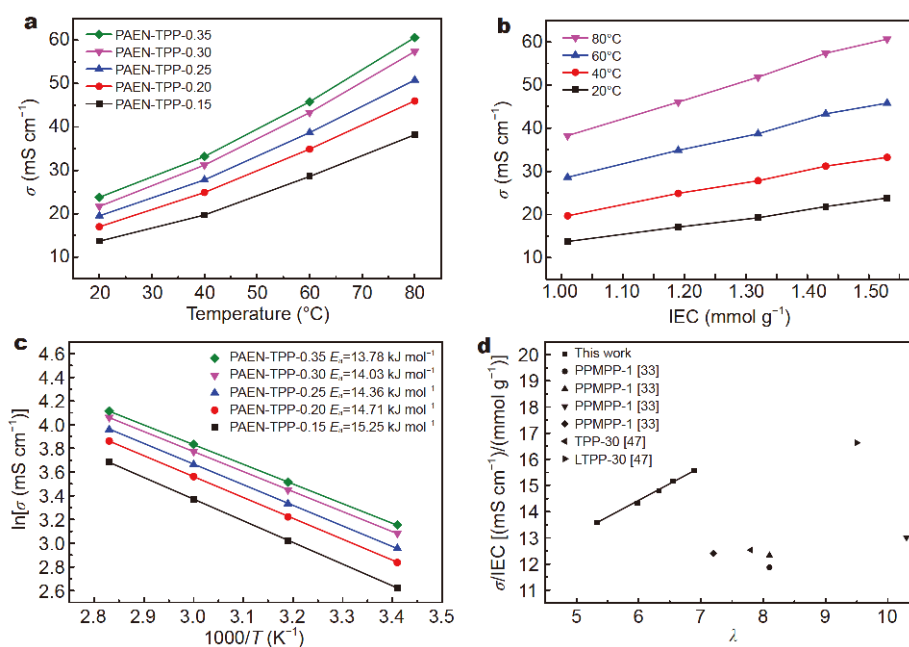 a
PAEN-TPP-0.35
PAEN-TPP-0.30
PAEN-TPP-0.25
PAEN-TPP-0.20
PAEN-TPP-0.15
60
50
40
30
20
10
σ (mS cm⁻¹)
20 30 40 50 60 70 80
Temperature (°C)
b
80°C
60°C
40°C
20°C
60
50
40
30
20
10
σ (mS cm⁻¹)
1.00 1.10 1.20 1.30 1.40 1.50
IEC (mmol g⁻¹)
c
PAEN-TPP-0.35 Eₐ=13.78 kJ mol⁻¹
PAEN-TPP-0.30 Eₐ=14.03 kJ mol⁻¹
PAEN-TPP-0.25 Eₐ=14.36 kJ mol⁻¹
PAEN-TPP-0.20 Eₐ=14.71 kJ mol⁻¹
PAEN-TPP-0.15 Eₐ=15.25 kJ mol⁻¹
4.6
4.4
4.2
4.0
3.8
3.6
3.4
3.2
3.0
2.8
2.6
ln[σ (mS cm⁻¹)]
2.8 2.9 3.0 3.1 3.2 3.3 3.4 3.5
1000/T (K⁻¹)
d
This work
PPMPP-1 [33]
PPMPP-1 [33]
PPMPP-1 [33]
PPMPP-1 [33]
TPP-30 [47]
LTPP-30 [47]
20
19
18
17
16
15
14
13
12
11
σ/IEC [(mS cm⁻¹)/(mmol g⁻¹)]
5 6 7 8 9 10
λ